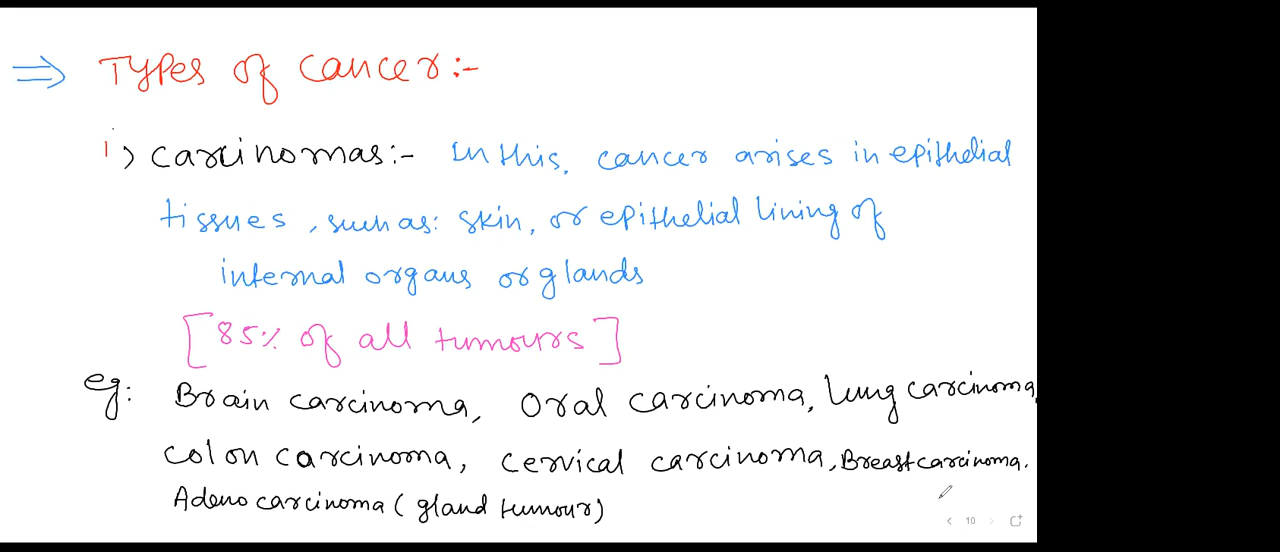 ⇒ Types of cancer:-
i) carcinomas:- In this, cancer arises in epithelial
tissues, such as: skin, or epithelial lining of
internal organs or glands
[85% of all tumours]
eg: Brain carcinoma, Oral carcinoma, Lung carcinoma,
colon carcinoma, cervical carcinoma, Breast carcinoma.
Adeno carcinoma (gland tumour)
< 10 >